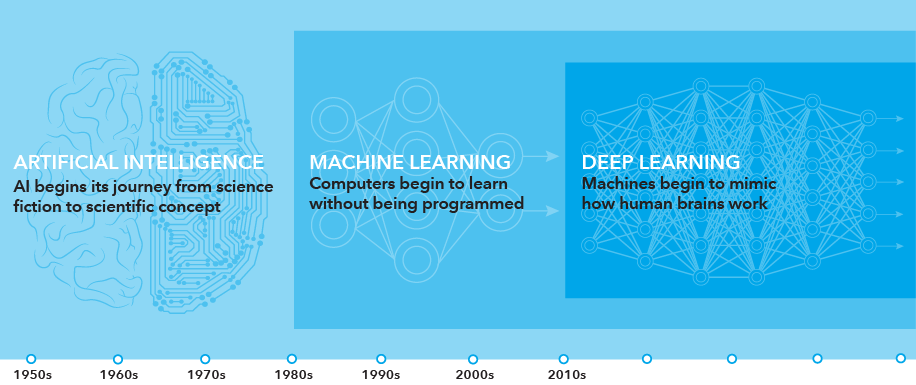 ARTIFICIAL INTELLIGENCE
AI begins its journey from science
fiction to scientific concept
MACHINE LEARNING
Computers begin to learn
without being programmed
DEEP LEARNING
Machines begin to mimic
how human brains work
1950s
1960s
1970s
1980s
1990s
2000s
2010s